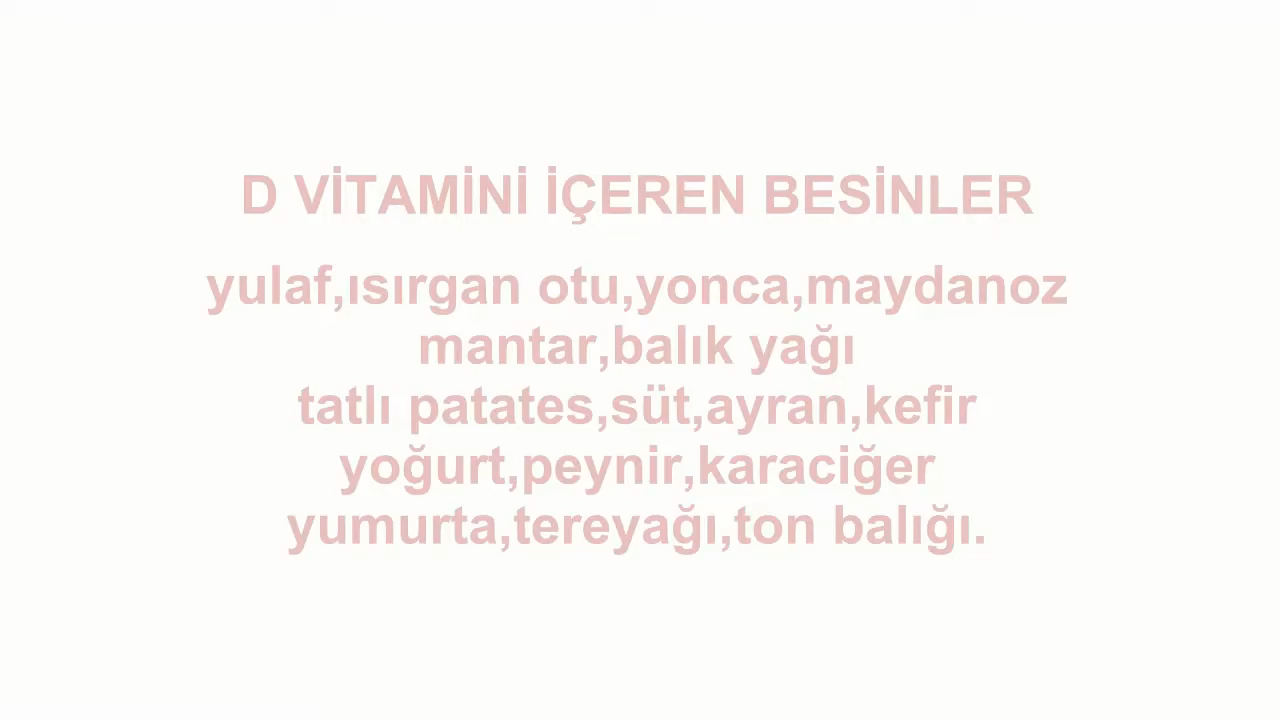 D VİTAMİNİ İÇEREN BESİNLER
yulaf,ısırgan otu,yonca,maydanoz
mantar,balık yağı
tatlı patates,süt,ayran,kefir
yoğurt,peynir,karaciğer
yumurta,tereyağı,ton balığı.